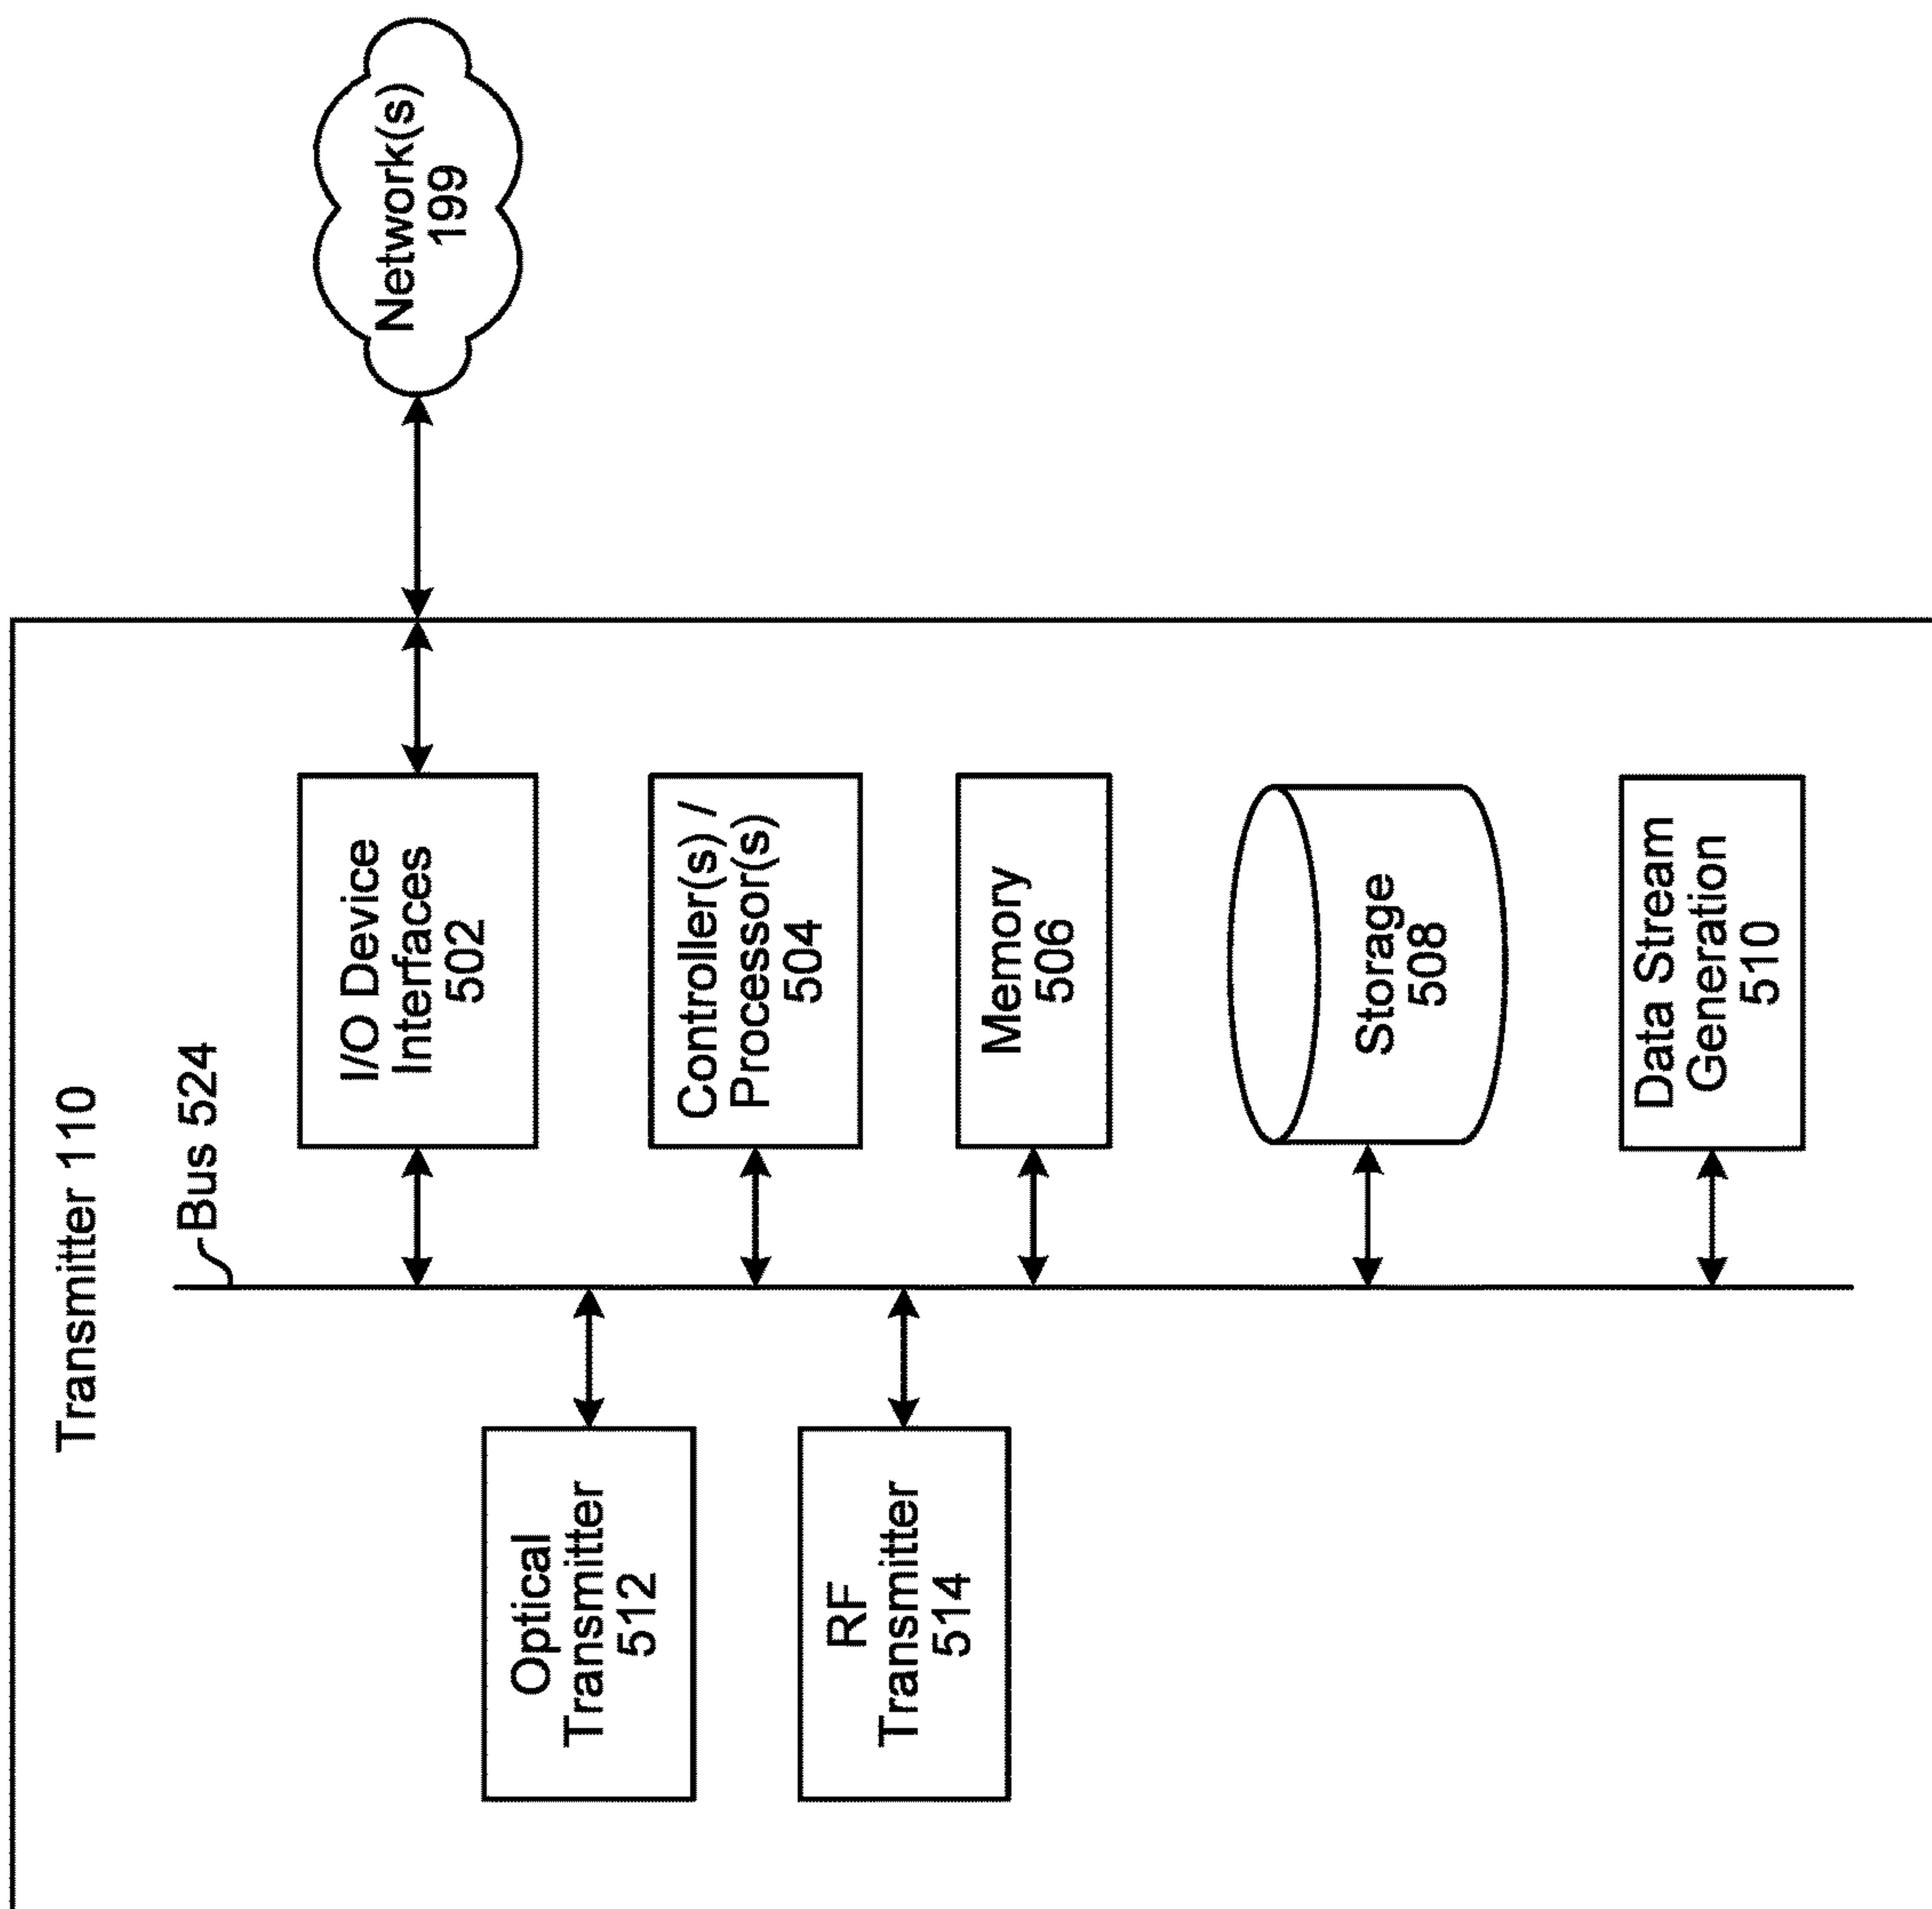 Transmitter 110
Bus 524
Optical
Transmitter
512
RF
Transmitter
514
I/O Device
Interfaces
502
Controller(s) /
Processor(s)
504
Memory
506
Storage
508
Data Stream
Generation
510
Network(s)
199